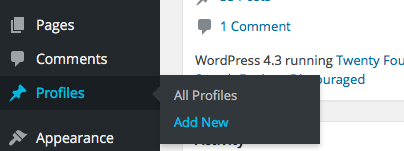 Pages
Comments
Profiles
Appearance
All Profiles
Add New
1 Comment
WordPress 4.3 running Twenty Fou